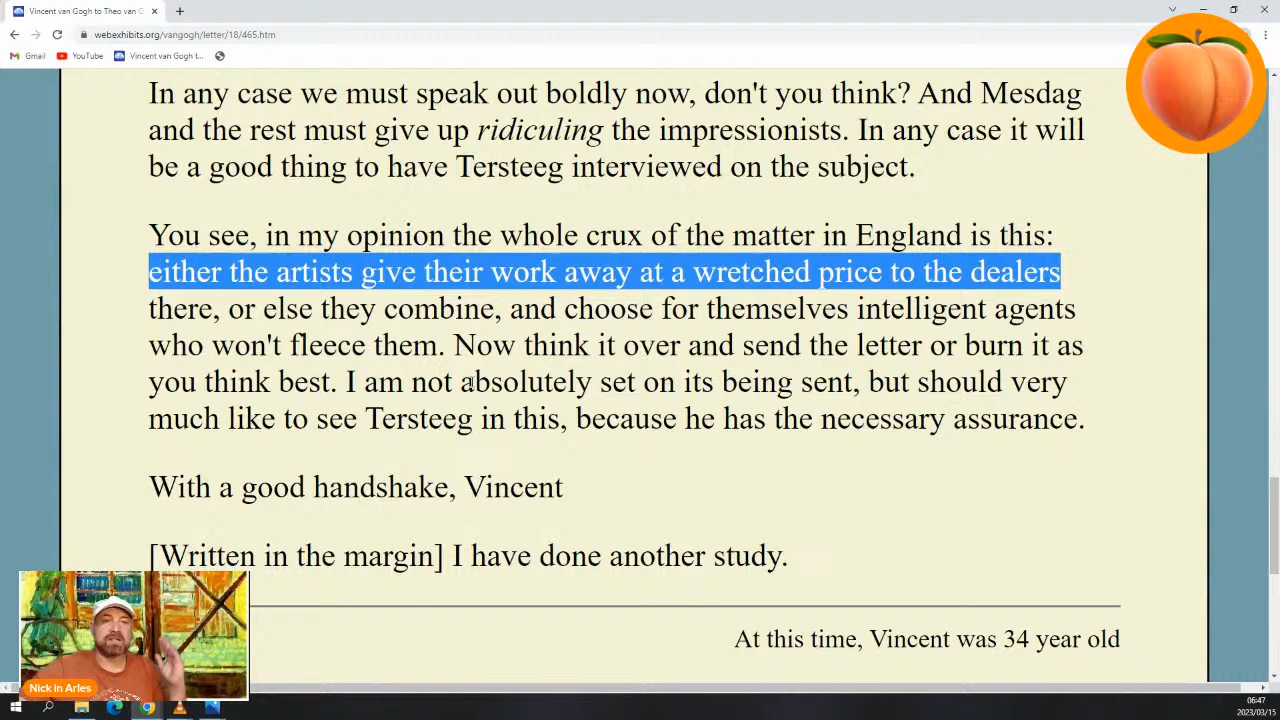 Vincent van Gogh to Theo van G
webexhibits.org/vangogh/letter/18/465.htm
Gmail YouTube Vincent van Gogh t...
In any case we must speak out boldly now, don't you think? And Mesdag
and the rest must give up ridiculing the impressionists. In any case it will
be a good thing to have Tersteeg interviewed on the subject.
You see, in my opinion the whole crux of the matter in England is this:
either the artists give their work away at a wretched price to the dealers
there, or else they combine, and choose for themselves intelligent agents
who won't fleece them. Now think it over and send the letter or burn it as
you think best. I am not absolutely set on its being sent, but should very
much like to see Tersteeg in this, because he has the necessary assurance.
With a good handshake, Vincent
[Written in the margin] I have done another study.
At this time, Vincent was 34 year old
Nick in Arles
06:47
2023/03/15